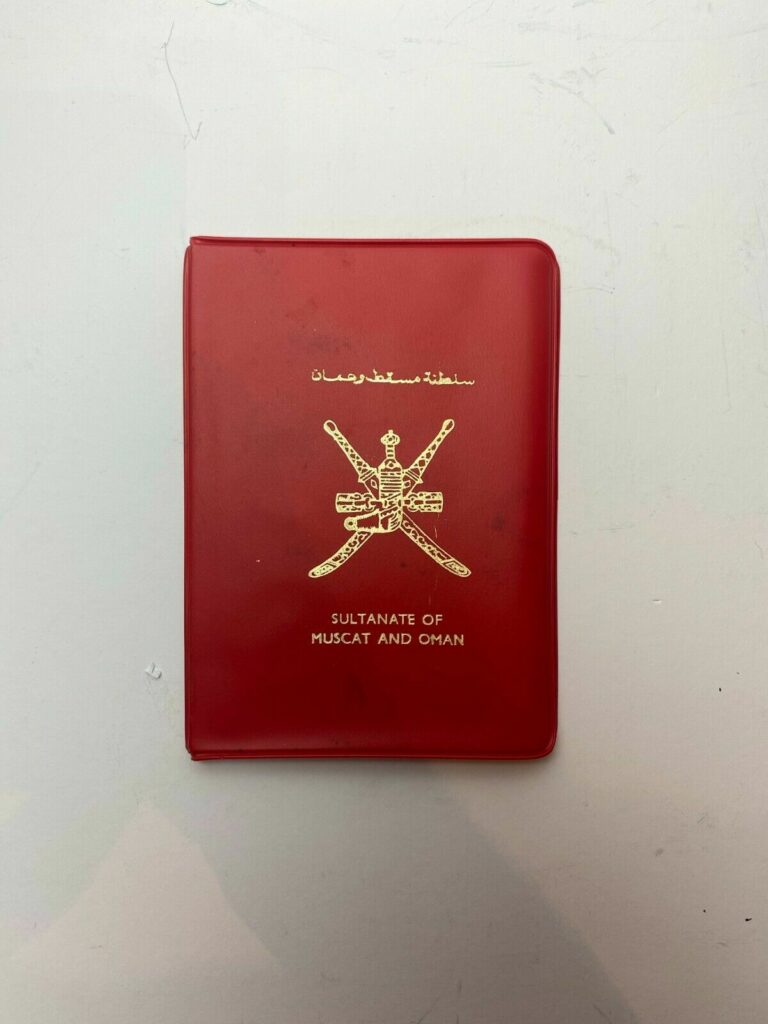 سلطنة مسقط وعمان
SULTANATE OF
MUSCAT AND OMAN